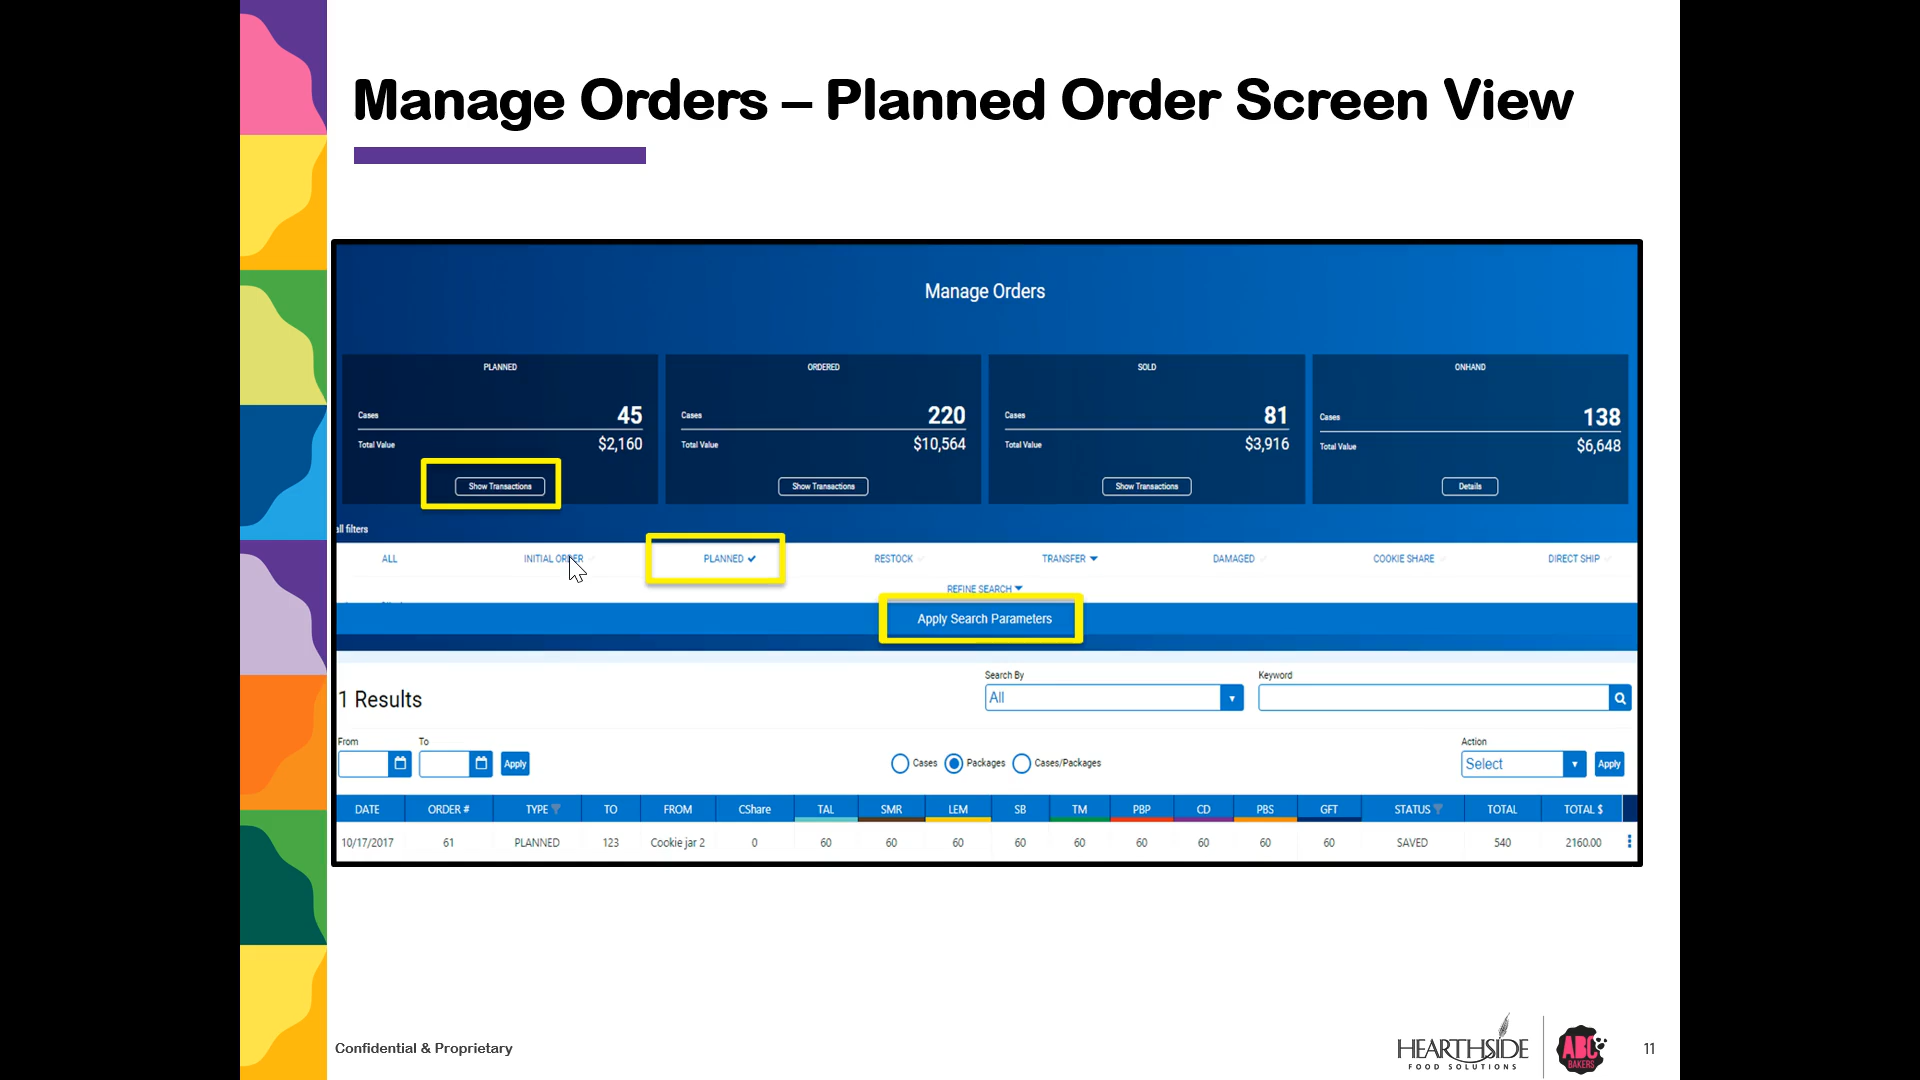 Manage Orders – Planned Order Screen View
Manage Orders
PLANNED ORDERED SOLD ONHAND
Cases 45 Cases 220 Cases 81 Cases 138
Total Value $2,160 Total Value $10,564 Total Value $3,916 Total Value $6,648
Show Transactions Show Transactions Show Transactions Details
all filters
ALL INITIAL ORDER PLANNED RESTOCK TRANSFER DAMAGED COOKIE SHARE DIRECT SHIP
REFINE SEARCH
Apply Search Parameters
Search By Keyword
1 Results All
From To Action
Apply Cases Packages Cases/Packages Select Apply
DATE ORDER # TYPE TO FROM CShare TAL SMR LEM SB TM PBP CD PBS GFT STATUS TOTAL TOTAL $
10/17/2017 61 PLANNED 123 Cookie jar 2 0 60 60 60 60 60 60 60 60 60 SAVED 540 2160.00
Confidential & Proprietary
HEARTHSIDE
FOOD SOLUTIONS
ABC
BAKERS
11